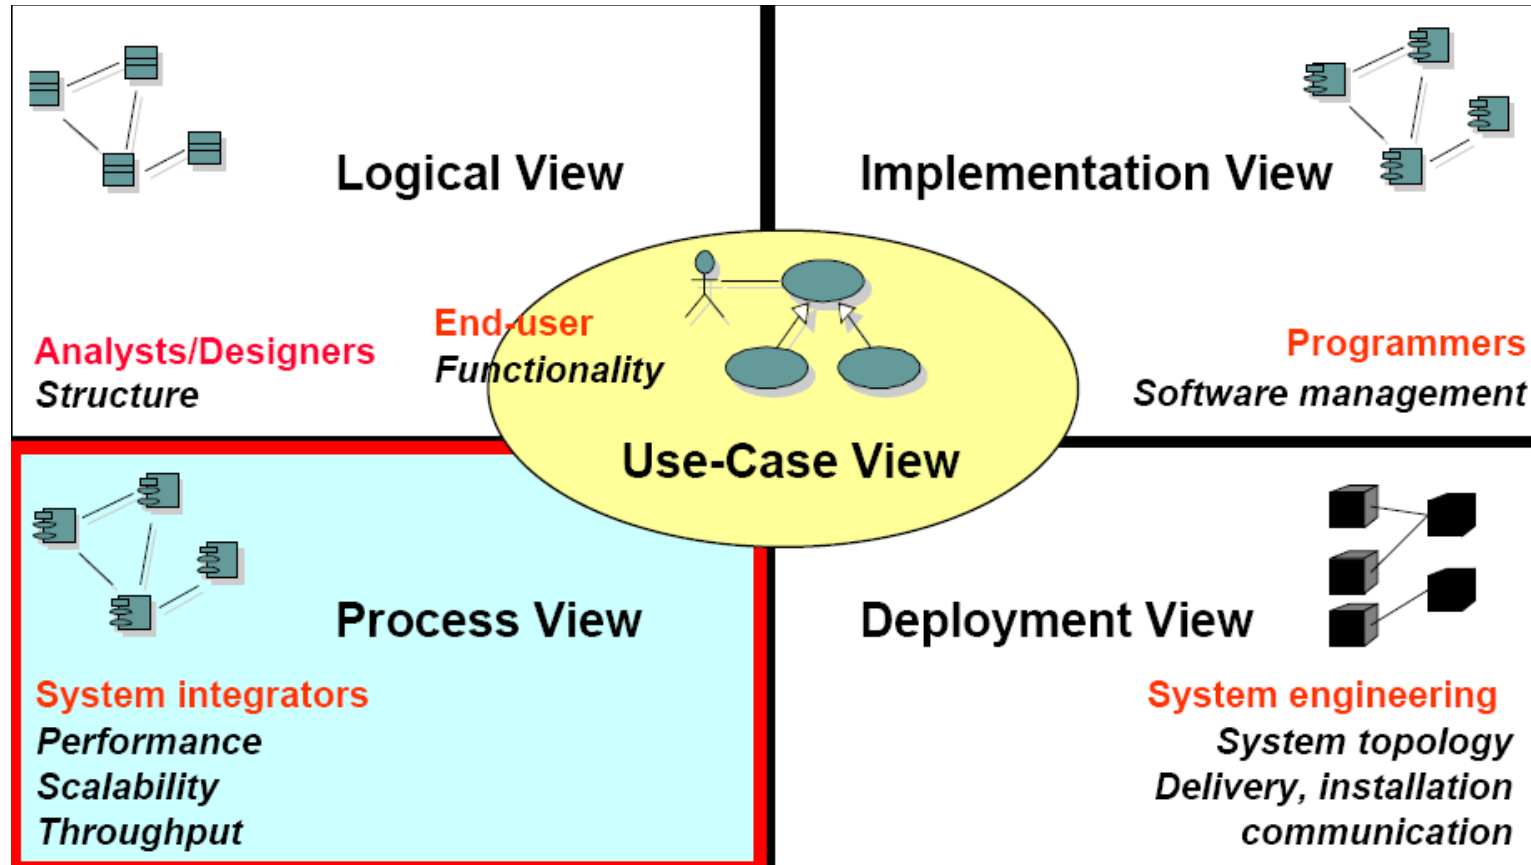 Logical View
Implementation View
Analysts/Designers
Structure
End-user
Functionality
Programmers
Software management
Use-Case View
Process View
System integrators
Performance
Scalability
Throughput
Deployment View
System engineering
System topology
Delivery, installation
communication